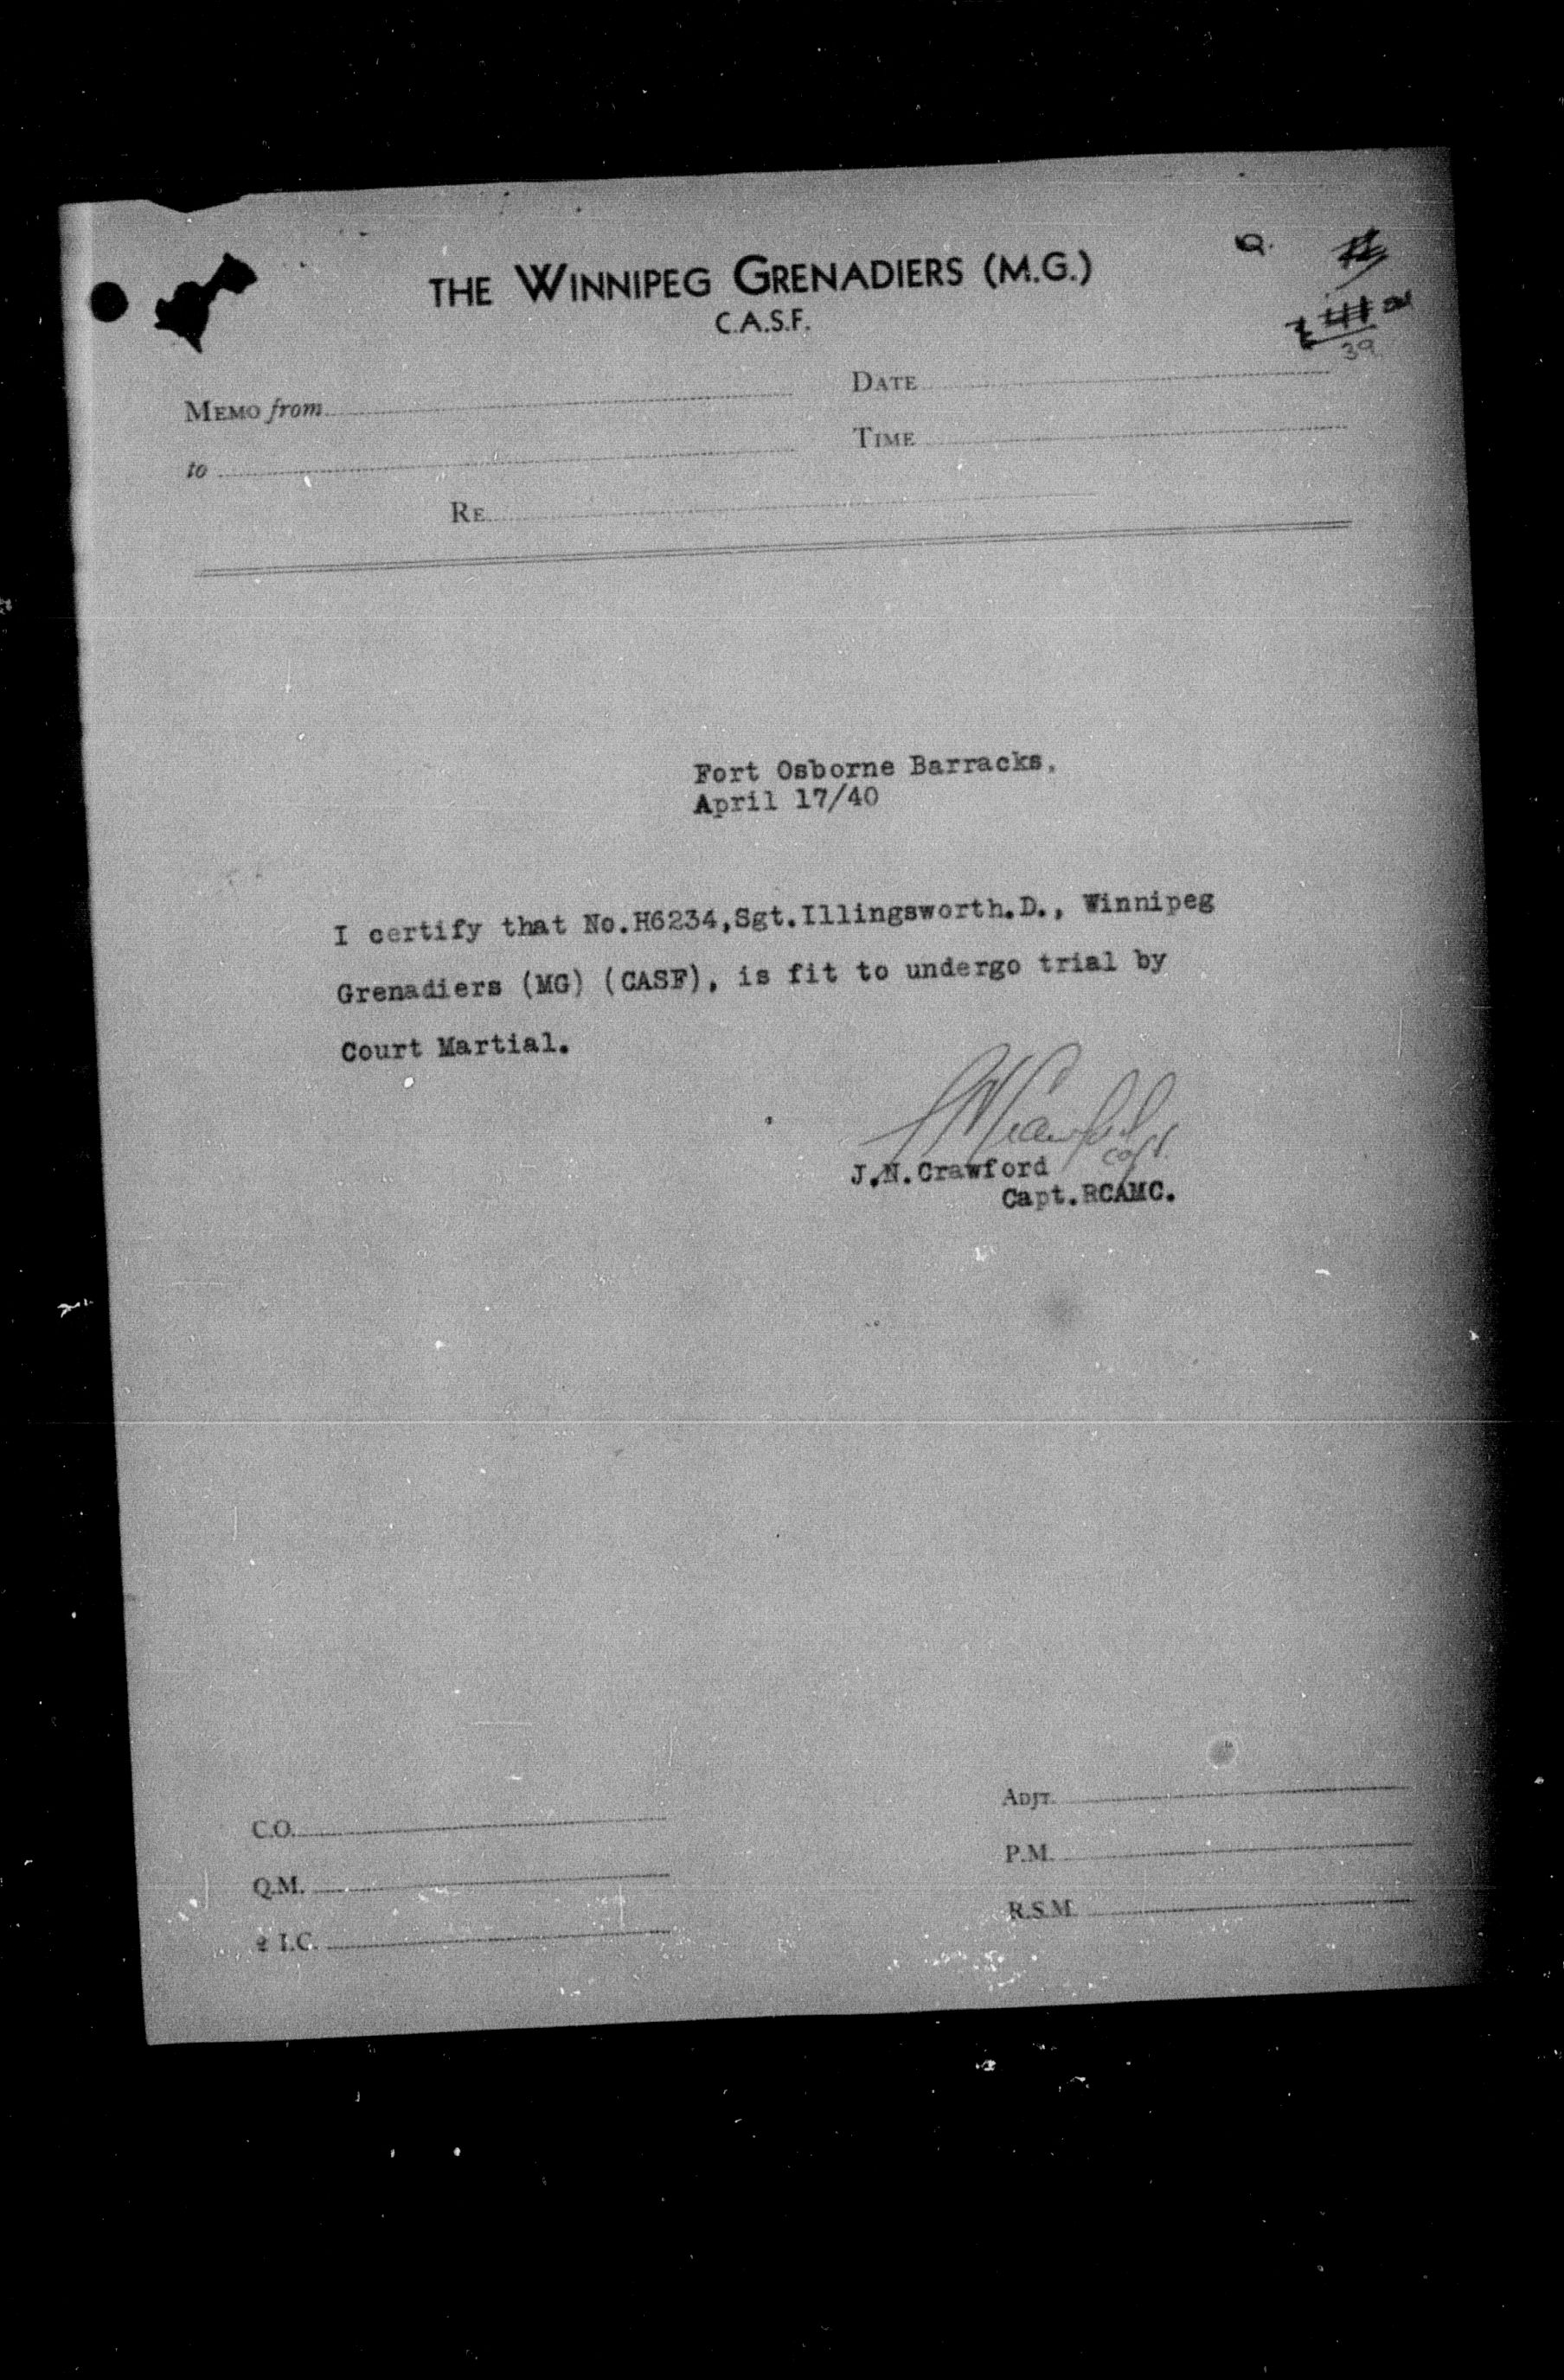 Q.
THE WINNIPEG GRENADIERS (M.G.)
C.A.S.F.
39
DATE
MEMO from
TIME
to
RE
Fort Osborne Barracks,
April 17/40
I certify that No.H6234,Sgt.Illingsworth.D., Winnipeg
Grenadiers (MG) (CASF), is fit to undergo trial by
Court Martial.
JNCrawford
Capt.
J.N.Crawford
Capt.RCAMC.
C.O.
Q.M.
2 I.C.
ADJT.
P.M.
R.S.M.